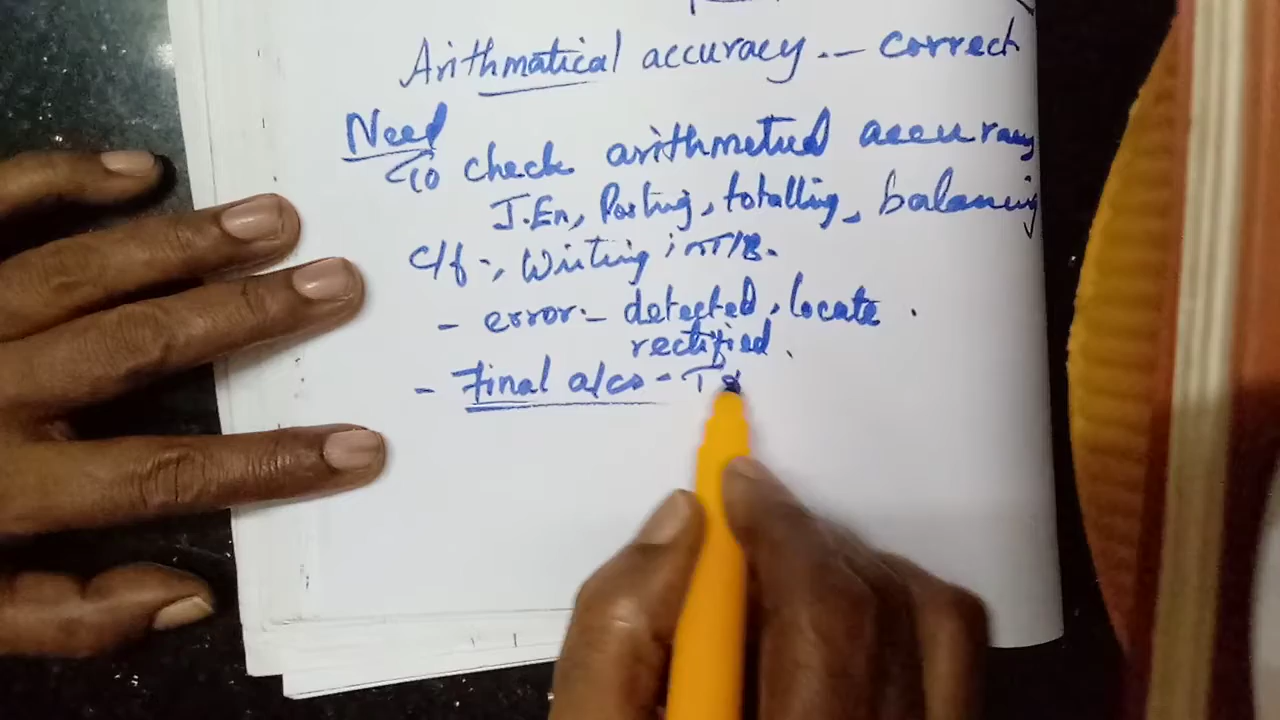 Arithmatical accuracy.-- correct
Need
To check arithmetical accuracy
J.En, Posting, totalling, balancing
c/f -, Writing in T/B.
- error - detected, locate.
rectified.
- Final a/cs - T